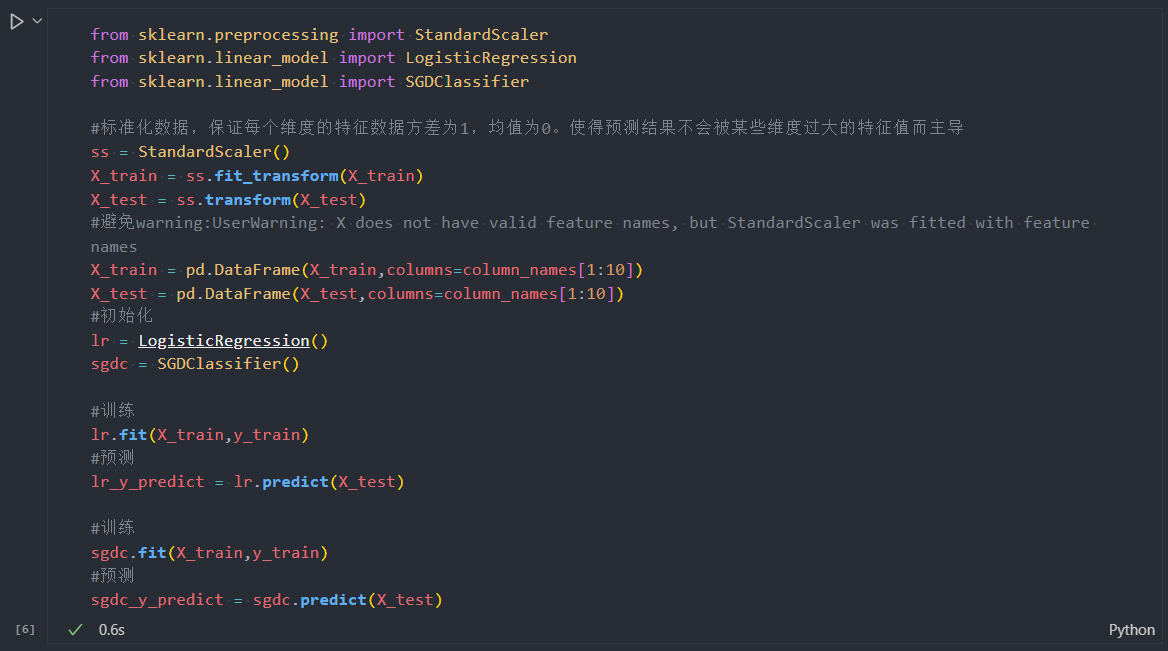 from sklearn.preprocessing import StandardScaler
from sklearn.linear_model import LogisticRegression
from sklearn.linear_model import SGDClassifier
#标准化数据，保证每个维度的特征数据方差为1，均值为0。使得预测结果不会被某些维度过大的特征值而主导
ss = StandardScaler()
X_train = ss.fit_transform(X_train)
X_test = ss.transform(X_test)
#避免warning:UserWarning: X does not have valid feature names, but StandardScaler was fitted with feature
names
X_train = pd.DataFrame(X_train,columns=column_names[1:10])
X_test = pd.DataFrame(X_test,columns=column_names[1:10])
#初始化
lr = LogisticRegression()
sgdc = SGDClassifier()
#训练
lr.fit(X_train,y_train)
#预测
lr_y_predict = lr.predict(X_test)
#训练
sgdc.fit(X_train,y_train)
#预测
sgdc_y_predict = sgdc.predict(X_test)
[6] 0.6s Python